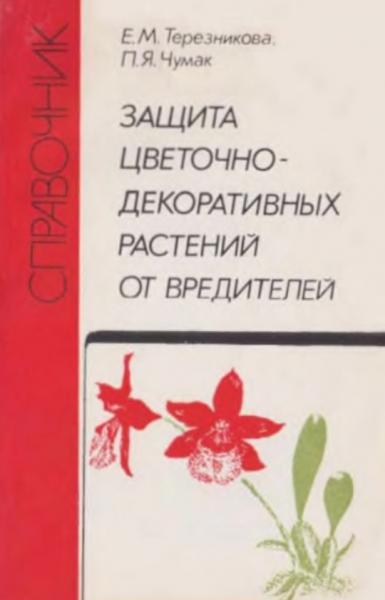 СПРАВОЧНИК
Е.М. Терезникова,
П.Я. Чумак
ЗАЩИТА
ЦВЕТОЧНО-
ДЕКОРАТИВНЫХ
РАСТЕНИЙ
ОТ ВРЕДИТЕЛЕЙ